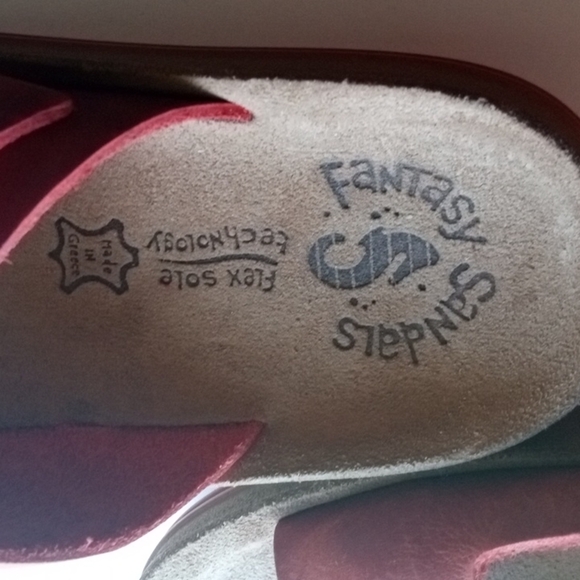 Fantasy
Sandals
FLEX SOLE
technology
Made
IN
Greece